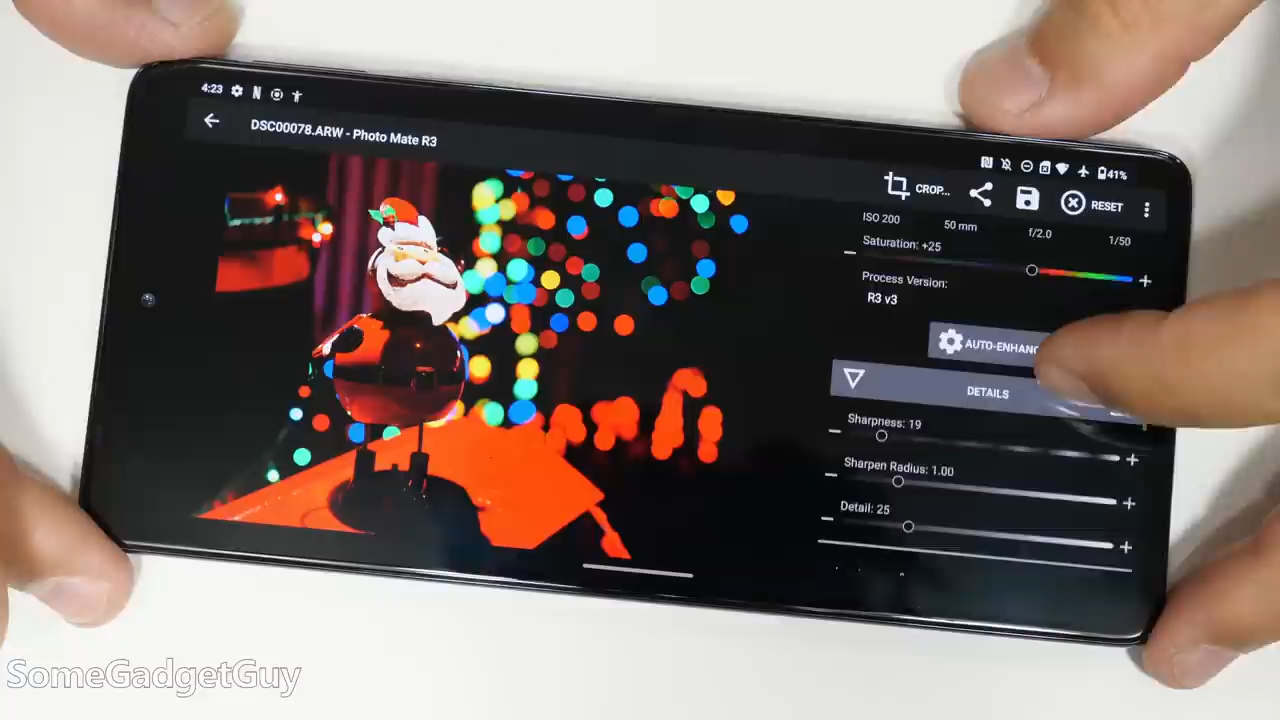 4:23
41%
DSC00078.ARW - Photo Mate R3
CROP...
RESET
ISO 200 50 mm f/2.0 1/50
Saturation: +25
Process Version:
R3 v3
AUTO-ENHANC
DETAILS
Sharpness: 19
Sharpen Radius: 1.00
Detail: 25
SomeGadgetGuy